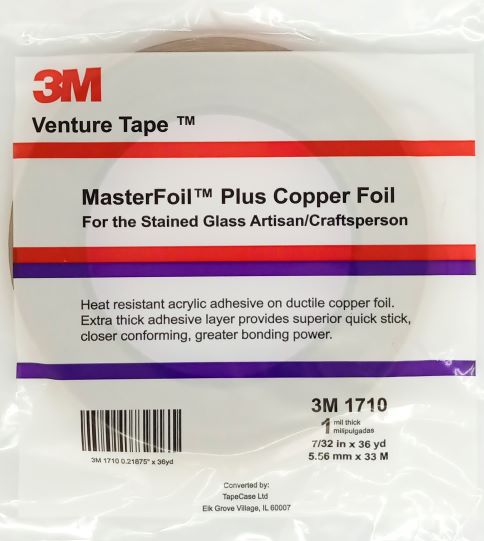 3M
Venture Tape ™
MasterFoil™ Plus Copper Foil
For the Stained Glass Artisan/Craftsperson
Heat resistant acrylic adhesive on ductile copper foil.
Extra thick adhesive layer provides superior quick stick,
closer conforming, greater bonding power.
3M 1710
1 mil thick
milipulgadas
7/32 in x 36 yd
5.56 mm x 33 M
3M 1710 0.21875" x 36yd
Converted by:
TapeCase Ltd
Elk Grove Village, IL 60007